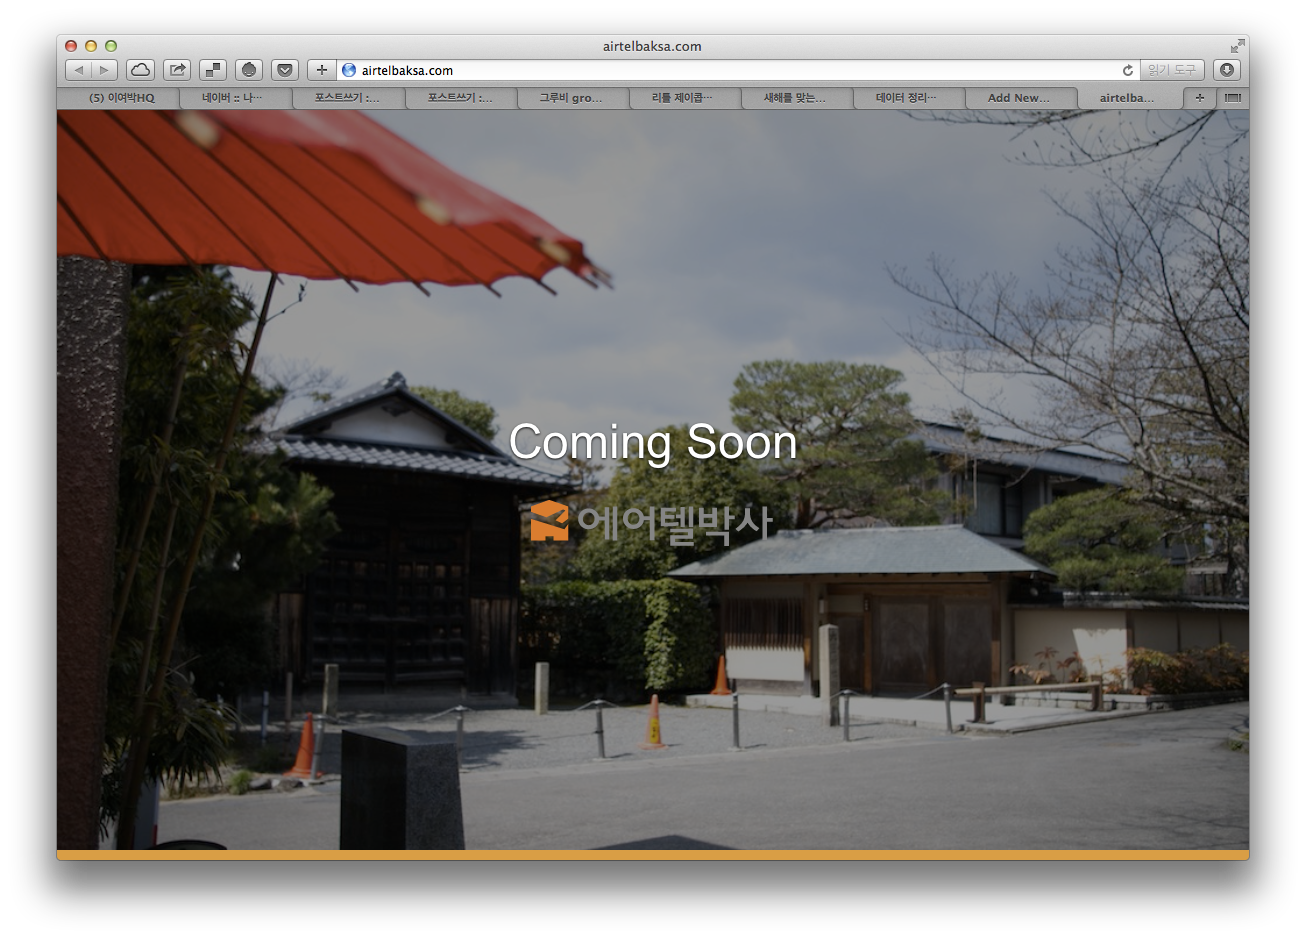 airtelbaksa.com
airtelbaksa.com
읽기 도구
(5) 이여박HQ
네이버 :: 나…
포스트쓰기 :…
포스트쓰기 :…
그루비 gro…
리틀 제이콥…
새해를 맞는…
데이터 정리…
Add New…
airtelba…
Coming Soon
에어텔박사